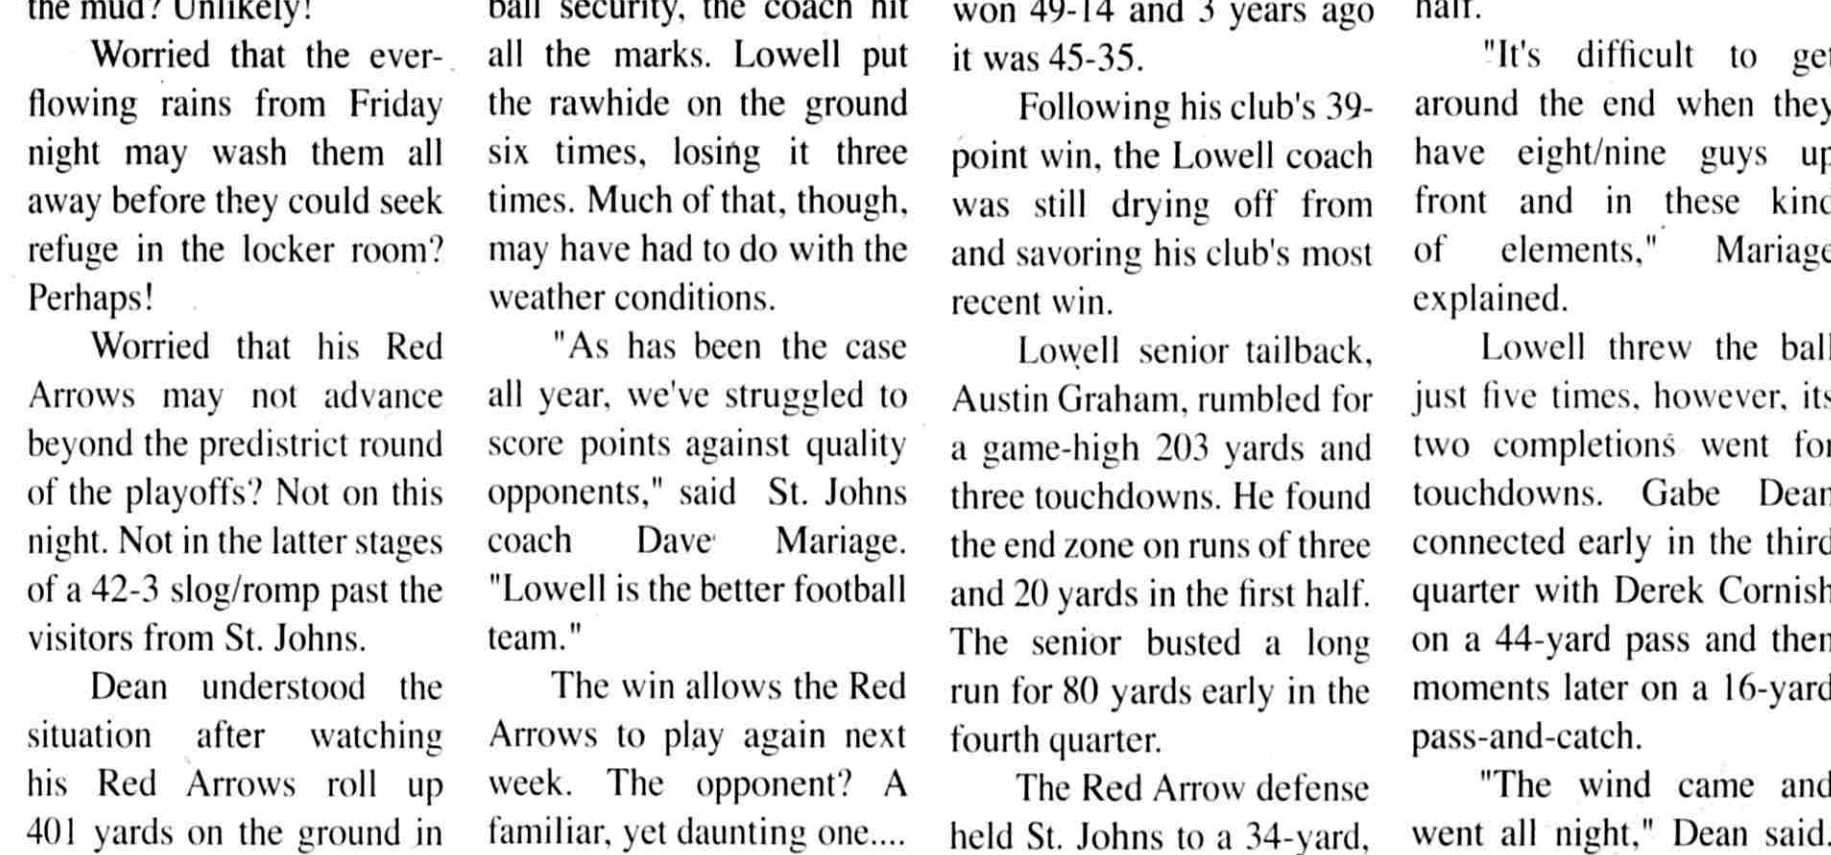 the mud? Unlikely!
Worried that the ever-
flowing rains from Friday
night may wash them all
away before they could seek
refuge in the locker room?
Perhaps!
Worried that his Red
Arrows may not advance
beyond the predistrict round
of the playoffs? Not on this
night. Not in the latter stages
of a 42-3 slog/romp past the
visitors from St. Johns.
Dean understood the
situation after watching
his Red Arrows roll up
401 yards on the ground in
ball security, the coach hit
all the marks. Lowell put
the rawhide on the ground
six times, losing it three
times. Much of that, though,
may have had to do with the
weather conditions.
"As has been the case
all year, we've struggled to
score points against quality
opponents," said St. Johns
coach Dave Mariage.
"Lowell is the better football
team."
The win allows the Red
Arrows to play again next
week. The opponent? A
familiar, yet daunting one....
won 49-14 and 3 years ago
it was 45-35.
Following his club's 39-
point win, the Lowell coach
was still drying off from
and savoring his club's most
recent win.
Lowell senior tailback,
Austin Graham, rumbled for
a game-high 203 yards and
three touchdowns. He found
the end zone on runs of three
and 20 yards in the first half.
The senior busted a long
run for 80 yards early in the
fourth quarter.
The Red Arrow defense
held St. Johns to a 34-yard,
half.
"It's difficult to get
around the end when they
have eight/nine guys up
front and in these kind
of elements," Mariage
explained.
Lowell threw the ball
just five times, however, its
two completions went for
touchdowns. Gabe Dean
connected early in the third
quarter with Derek Cornish
on a 44-yard pass and then
moments later on a 16-yard
pass-and-catch.
"The wind came and
went all night," Dean said.